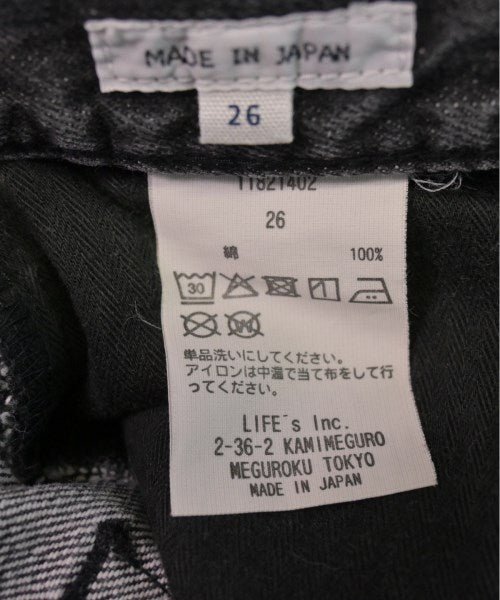 MADE IN JAPAN
26
11821402
26
綿 100%
30
W
単品洗いにしてください。
アイロンは中温で当て布をして行
ってください。
LIFE´s Inc.
2-36-2 KAMIMEGURO
MEGUROKU TOKYO
MADE IN JAPAN